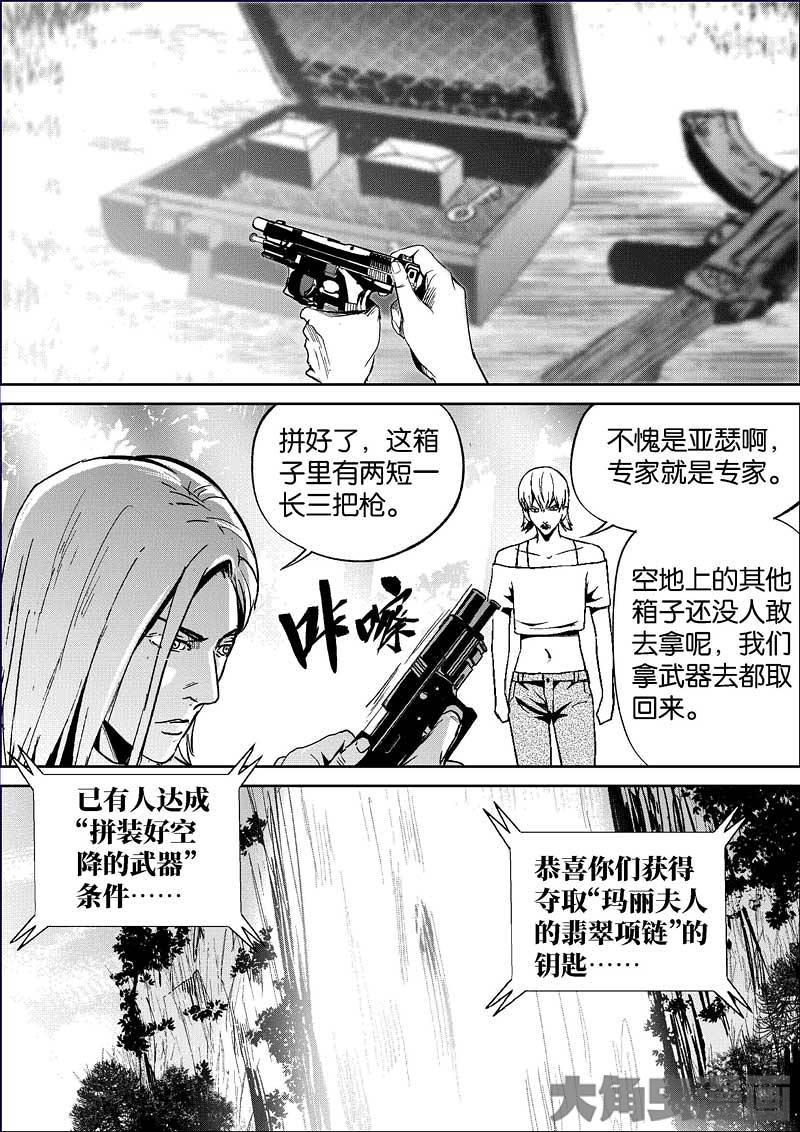 拼好了，这箱
子里有两短一
长三把枪。
不愧是亚瑟啊，
专家就是专家。
空地上的其他
箱子还没人敢
去拿呢，我们
拿武器去都取
回来。
咔嚓
已有人达成
“拼装好空
降的武器”
条件……
恭喜你们获得
夺取“玛丽夫人
的翡翠项链”的
钥匙……
大角虫漫画